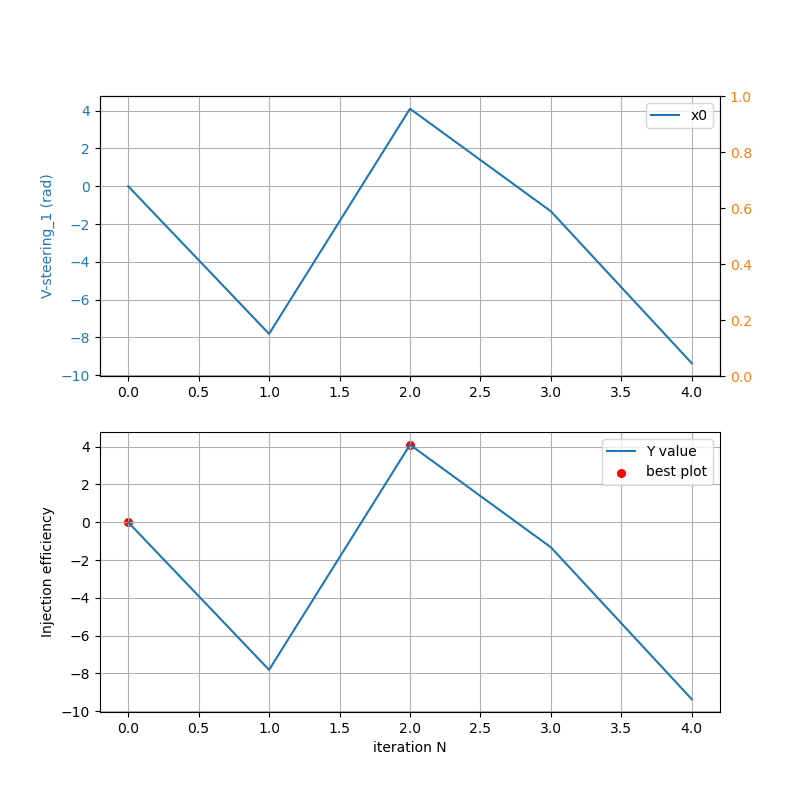 4
2
0
−2
−4
−6
−8
−10
V-steering_1 (rad)
x0
1.0
0.8
0.6
0.4
0.2
0.0
0.0 0.5 1.0 1.5 2.0 2.5 3.0 3.5 4.0
4
2
0
−2
−4
−6
−8
−10
Injection efficiency
Y value
best plot
0.0 0.5 1.0 1.5 2.0 2.5 3.0 3.5 4.0
iteration N